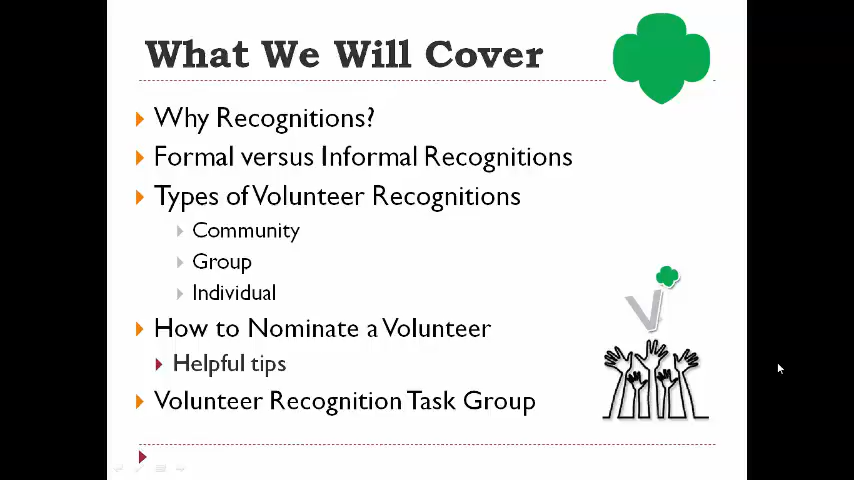 What We Will Cover
Why Recognitions?
Formal versus Informal Recognitions
Types of Volunteer Recognitions
Community
Group
Individual
V
How to Nominate a Volunteer
Helpful tips
Volunteer Recognition Task Group